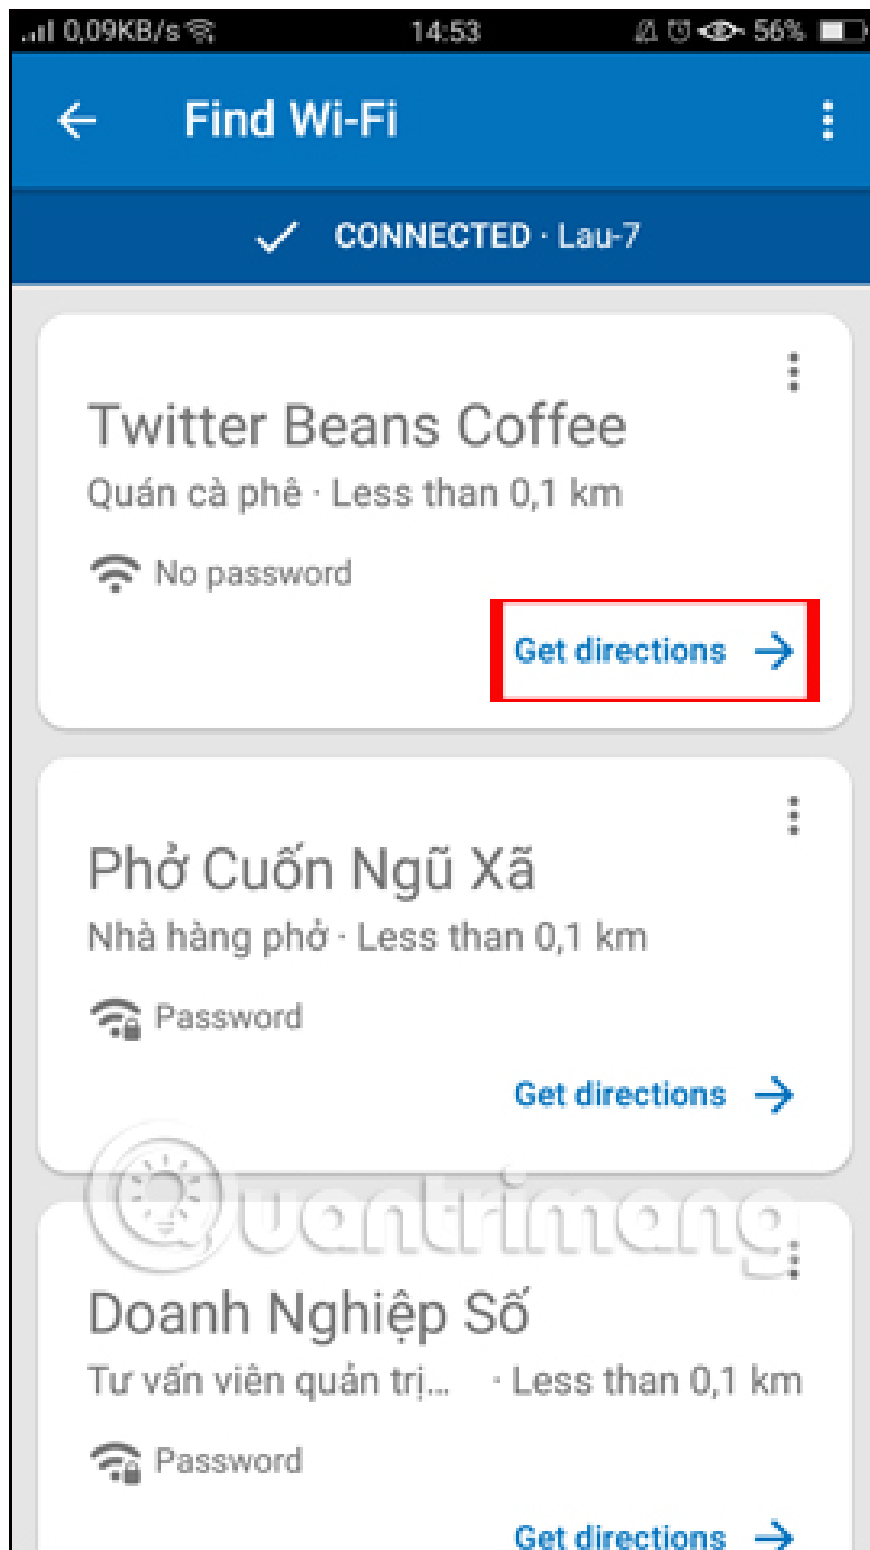 0,09KB/s 14:53 56%
Find Wi-Fi
CONNECTED · Lau-7
Twitter Beans Coffee
Quán cà phê · Less than 0,1 km
No password
Get directions
Phở Cuốn Ngũ Xã
Nhà hàng phở · Less than 0,1 km
Password
Get directions
Quantrimang
Doanh Nghiệp Số
Tư vấn viên quản trị... · Less than 0,1 km
Password
Get directions